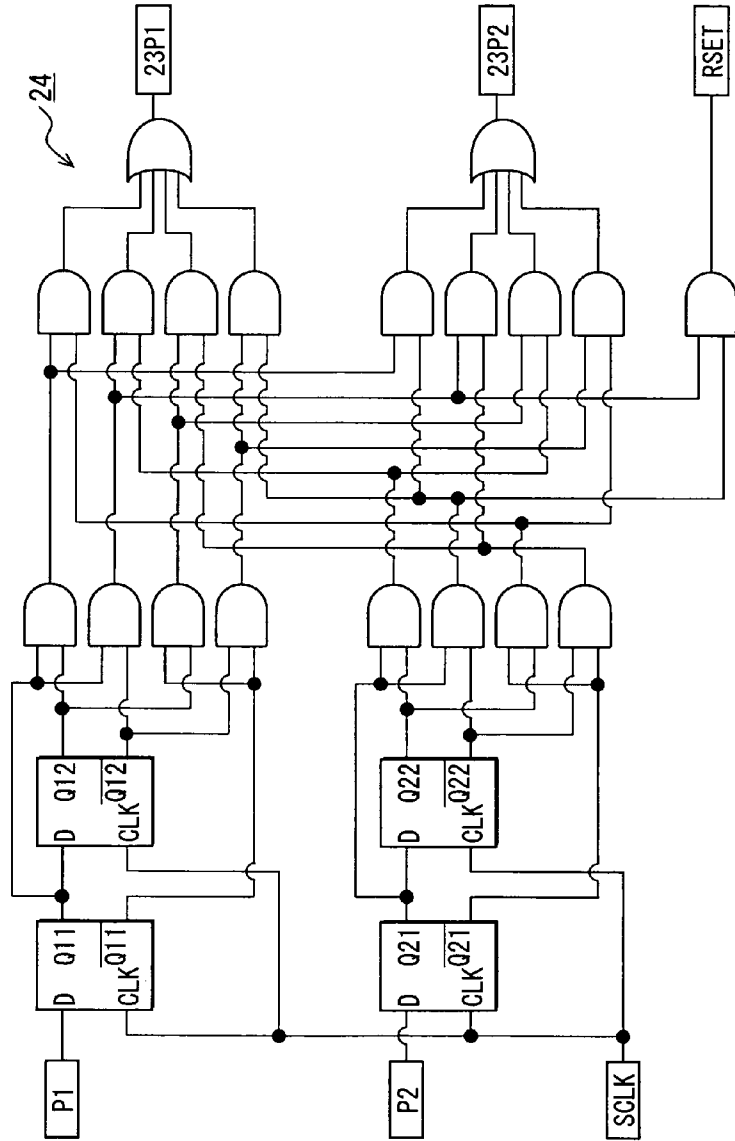 24
P1
D Q11
CLK Q11
D Q12
CLK Q12
23P1
P2
D Q21
CLK Q21
D Q22
CLK Q22
23P2
SCLK
RSET